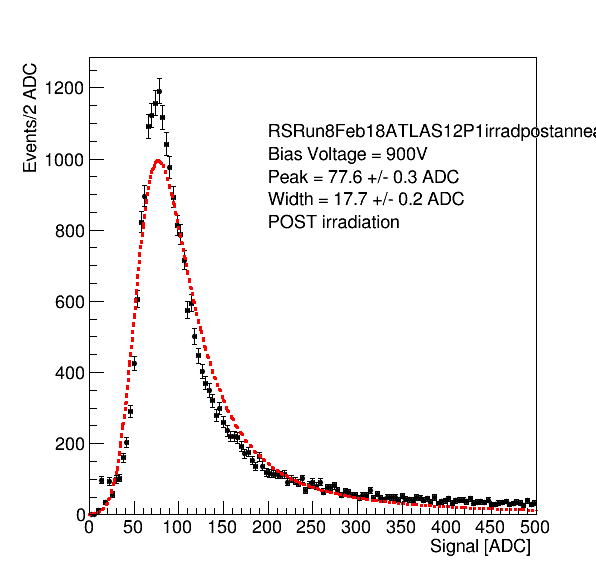 Events/2 ADC
1200
1000
800
600
400
200
0
RSRun8Feb18ATLAS12P1irradpostannea
Bias Voltage = 900V
Peak = 77.6 +/- 0.3 ADC
Width = 17.7 +/- 0.2 ADC
POST irradiation
0 50 100 150 200 250 300 350 400 450 500
Signal [ADC]